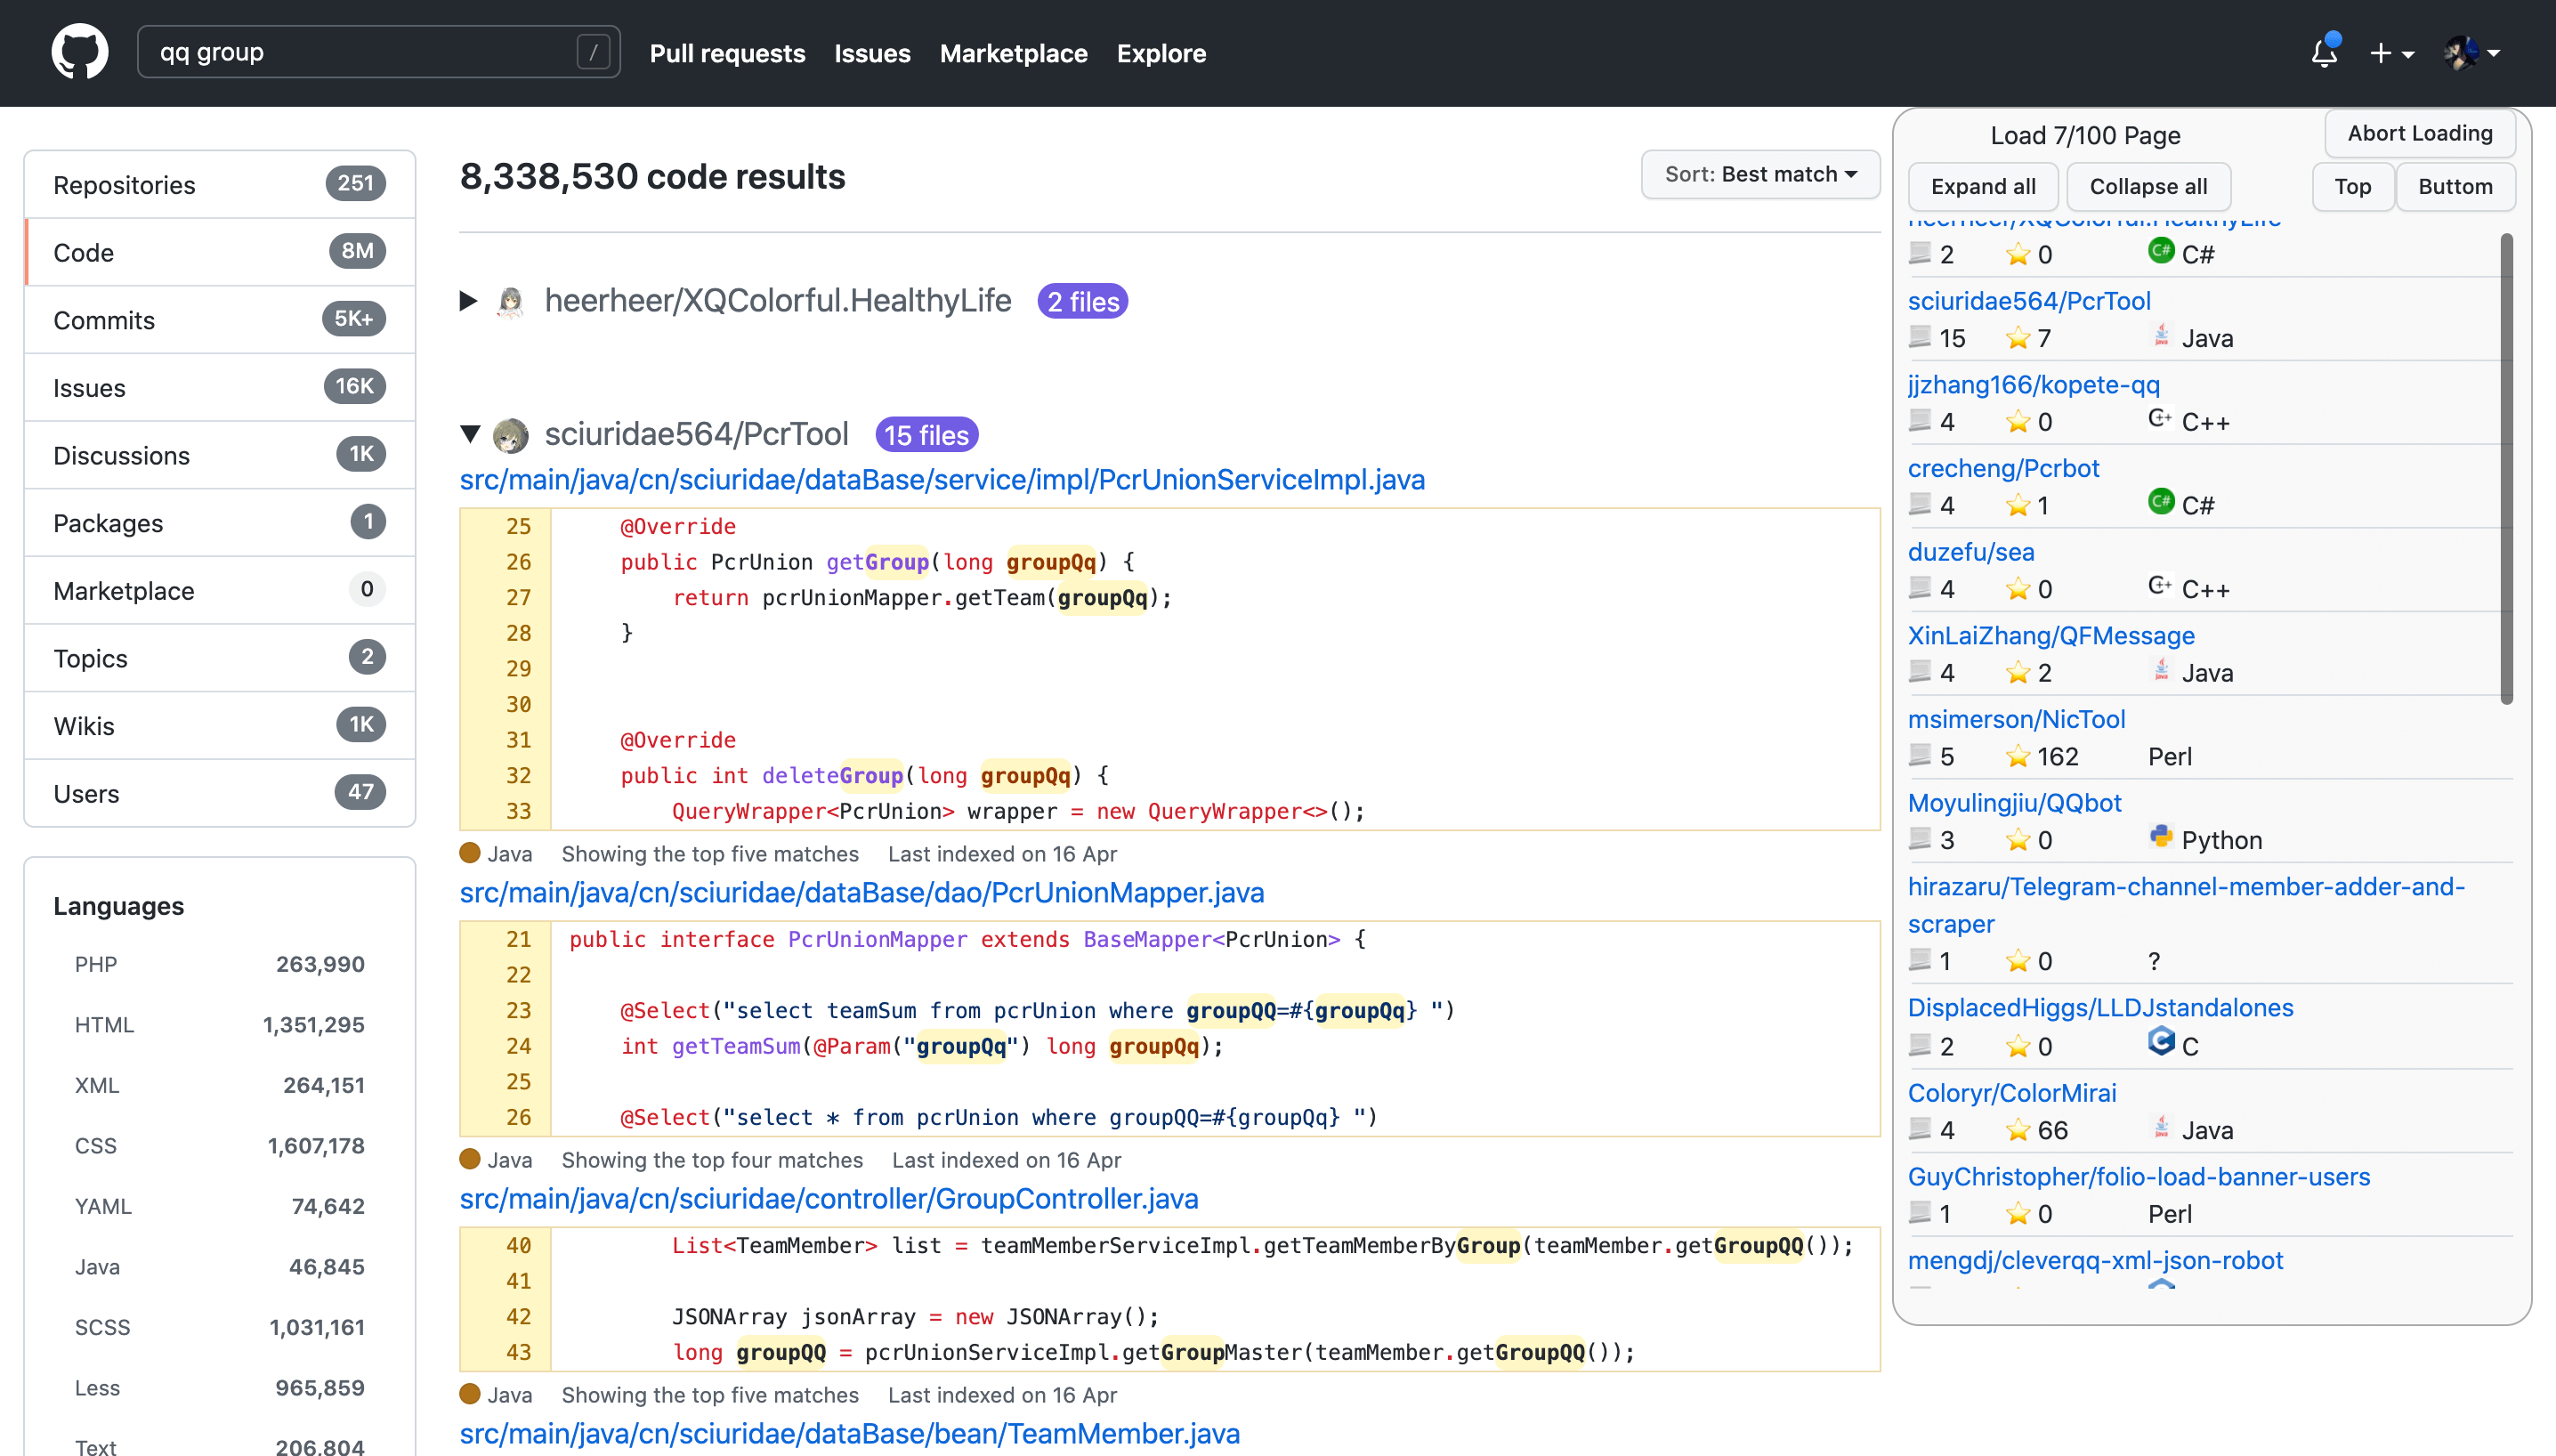 qq group
/
Pull requests
Issues
Marketplace
Explore
Repositories 251
Code 8M
Commits 5K+
Issues 16K
Discussions 1K
Packages 1
Marketplace 0
Topics 2
Wikis 1K
Users 47
Languages
PHP 263,990
HTML 1,351,295
XML 264,151
CSS 1,607,178
YAML 74,642
Java 46,845
SCSS 1,031,161
Less 965,859
Text 206,804
8,338,530 code results
Sort: Best match
heerheer/XQColorful.HealthyLife 2 files
sciuridae564/PcrTool 15 files
src/main/java/cn/sciuridae/dataBase/service/impl/PcrUnionServiceImpl.java
25 @Override
26 public PcrUnion getGroup(long groupQq) {
27 return pcrUnionMapper.getTeam(groupQq);
28 }
29
30
31 @Override
32 public int deleteGroup(long groupQq) {
33 QueryWrapper<PcrUnion> wrapper = new QueryWrapper<>();
Java Showing the top five matches Last indexed on 16 Apr
src/main/java/cn/sciuridae/dataBase/dao/PcrUnionMapper.java
21 public interface PcrUnionMapper extends BaseMapper<PcrUnion> {
22
23 @Select("select teamSum from pcrUnion where groupQQ=#{groupQq} ")
24 int getTeamSum(@Param("groupQq") long groupQq);
25
26 @Select("select * from pcrUnion where groupQQ=#{groupQq} ")
Java Showing the top four matches Last indexed on 16 Apr
src/main/java/cn/sciuridae/controller/GroupController.java
40 List<TeamMember> list = teamMemberServiceImpl.getTeamMemberByGroup(teamMember.getGroupQQ());
41
42 JSONArray jsonArray = new JSONArray();
43 long groupQQ = pcrUnionServiceImpl.getGroupMaster(teamMember.getGroupQQ());
Java Showing the top five matches Last indexed on 16 Apr
src/main/java/cn/sciuridae/dataBase/bean/TeamMember.java
Load 7/100 Page
Abort Loading
Expand all
Collapse all
Top
Buttom
heerheer/XQColorful.HealthyLife
2 0 C# C#
sciuridae564/PcrTool
15 7 Java
jjzhang166/kopete-qq
4 0 C++ C++
crecheng/Pcrbot
4 1 C# C#
duzefu/sea
4 0 C++ C++
XinLaiZhang/QFMessage
4 2 Java
msimerson/NicTool
5 162 Perl
Moyulingjiu/QQbot
3 0 Python
hirazaru/Telegram-channel-member-adder-and-
scraper
1 0 ?
DisplacedHiggs/LLDJstandalones
2 0 C C
Coloryr/ColorMirai
4 66 Java
GuyChristopher/folio-load-banner-users
1 0 Perl
mengdj/cleverqq-xml-json-robot